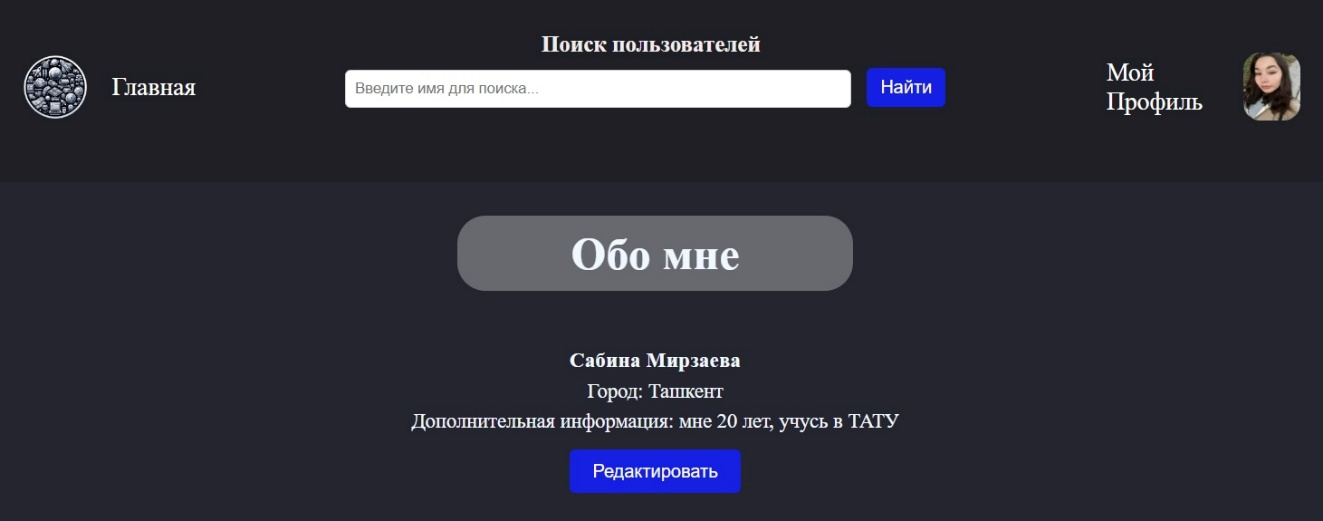 Поиск пользователей
Главная
Введите имя для поиска...
Найти
Мой
Профиль
Обо мне
Сабина Мирзаева
Город: Ташкент
Дополнительная информация: мне 20 лет, учусь в ТАТУ
Редактировать